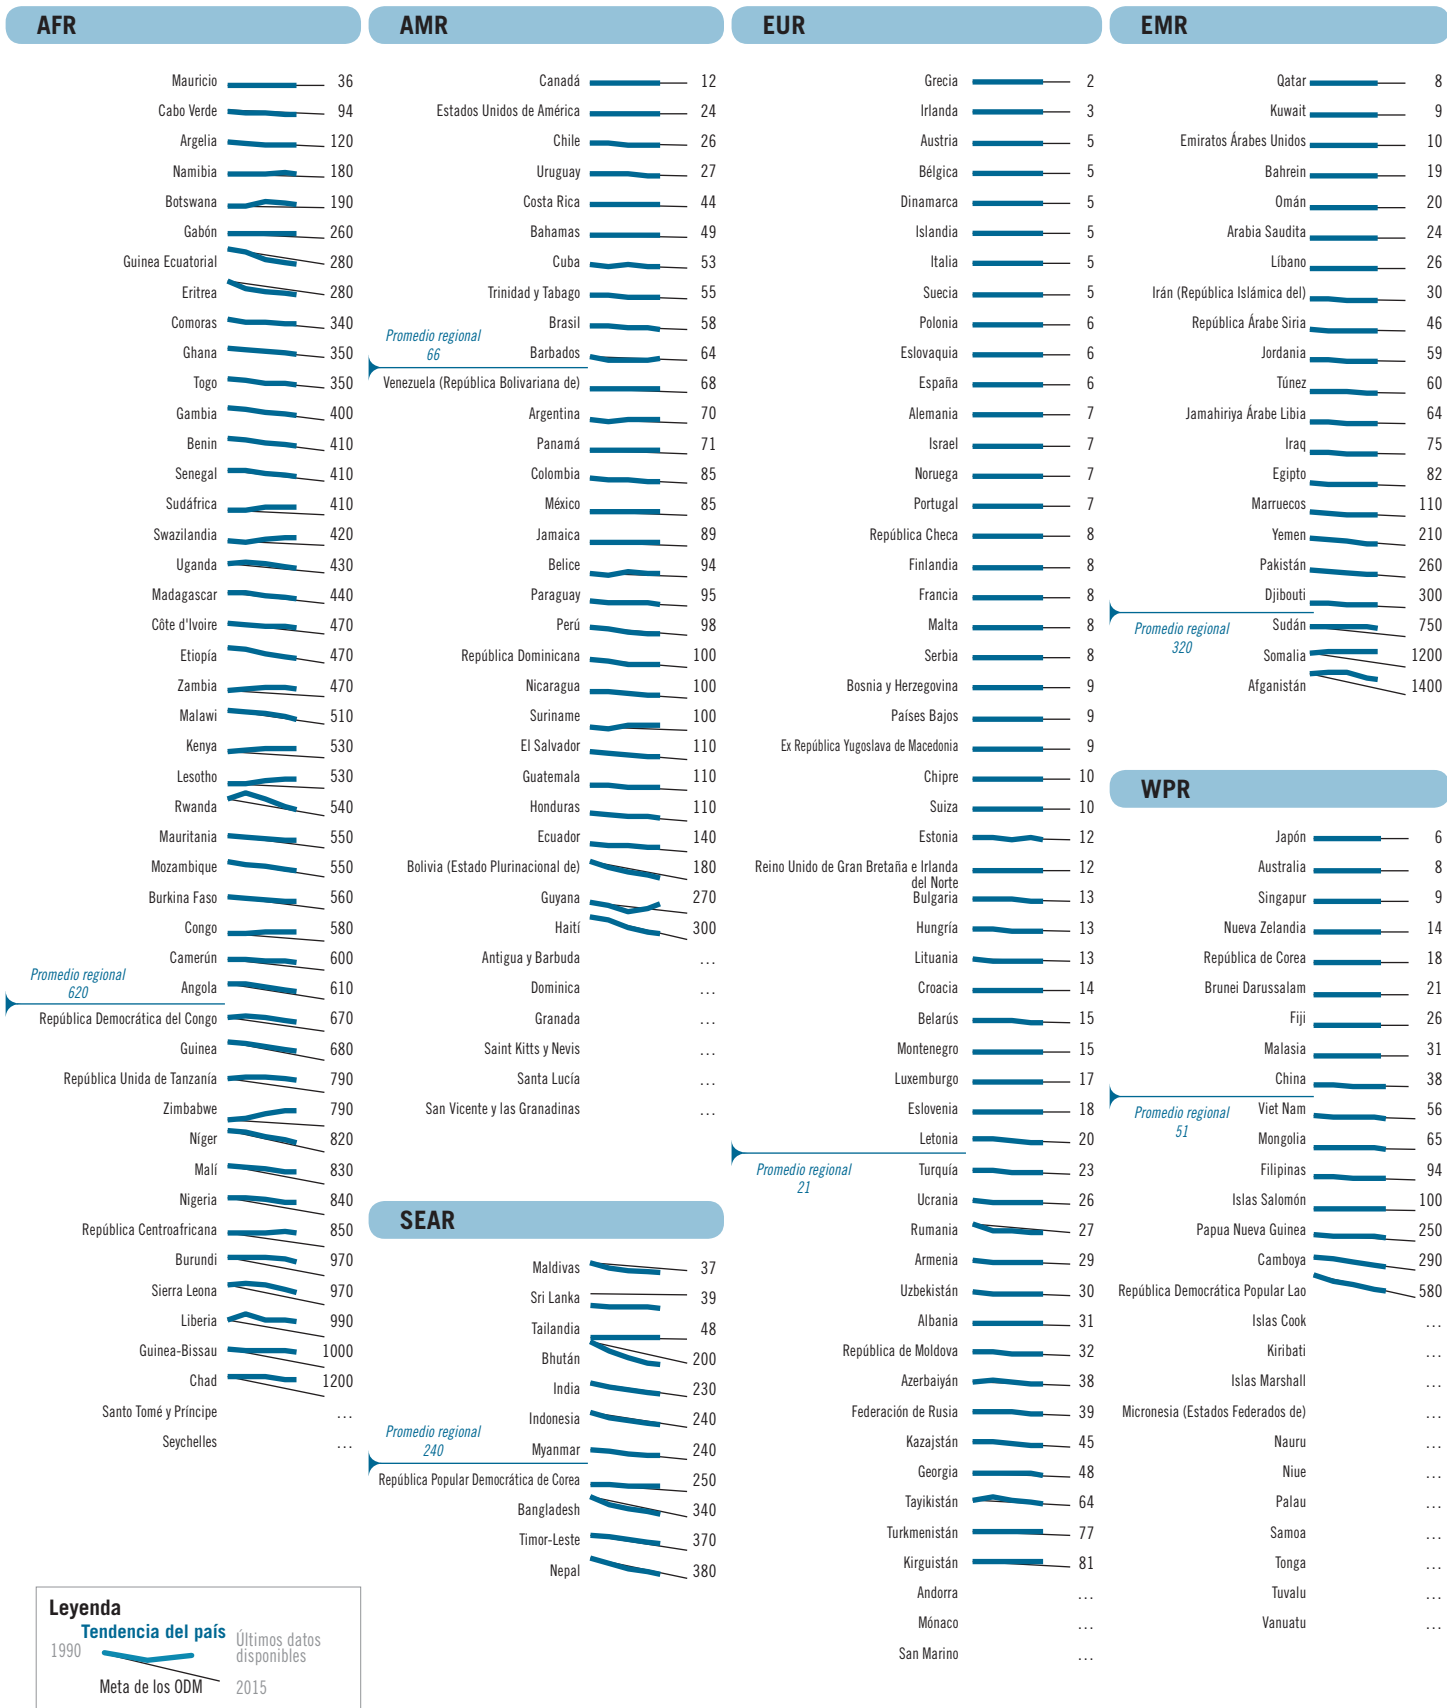 AFR
Mauricio 36
Cabo Verde 94
Argelia 120
Namibia 180
Botswana 190
Gabón 260
Guinea Ecuatorial 280
Eritrea 280
Comoras 340
Ghana 350
Togo 350
Gambia 400
Benin 410
Senegal 410
Sudáfrica 410
Swazilandia 420
Uganda 430
Madagascar 440
Côte d'Ivoire 470
Etiopía 470
Zambia 470
Malawi 510
Kenya 530
Lesotho 530
Rwanda 540
Mauritania 550
Mozambique 550
Burkina Faso 560
Congo 580
Camerún 600
Promedio regional
620
Angola 610
República Democrática del Congo 670
Guinea 680
República Unida de Tanzanía 790
Zimbabwe 790
Níger 820
Malí 830
Nigeria 840
República Centroafricana 850
Burundi 970
Sierra Leona 970
Liberia 990
Guinea-Bissau 1000
Chad 1200
Santo Tomé y Príncipe ...
Seychelles ...
Leyenda
Tendencia del país
1990
Últimos datos
disponibles
Meta de los ODM 2015
AMR
Canadá 12
Estados Unidos de América 24
Chile 26
Uruguay 27
Costa Rica 44
Bahamas 49
Cuba 53
Trinidad y Tabago 55
Brasil 58
Promedio regional
66
Barbados 64
Venezuela (República Bolivariana de) 68
Argentina 70
Panamá 71
Colombia 85
México 85
Jamaica 89
Belice 94
Paraguay 95
Perú 98
República Dominicana 100
Nicaragua 100
Suriname 100
El Salvador 110
Guatemala 110
Honduras 110
Ecuador 140
Bolivia (Estado Plurinacional de) 180
Guyana 270
Haití 300
Antigua y Barbuda ...
Dominica ...
Granada ...
Saint Kitts y Nevis ...
Santa Lucía ...
San Vicente y las Granadinas ...
SEAR
Maldivas 37
Sri Lanka 39
Tailandia 48
Bhután 200
India 230
Indonesia 240
Promedio regional
240
Myanmar 240
República Popular Democrática de Corea 250
Bangladesh 340
Timor-Leste 370
Nepal 380
EUR
Grecia 2
Irlanda 3
Austria 5
Bélgica 5
Dinamarca 5
Islandia 5
Italia 5
Suecia 5
Polonia 6
Eslovaquia 6
España 6
Alemania 7
Israel 7
Noruega 7
Portugal 7
República Checa 8
Finlandia 8
Francia 8
Malta 8
Serbia 8
Bosnia y Herzegovina 9
Países Bajos 9
Ex República Yugoslava de Macedonia 9
Chipre 10
Suiza 10
Estonia 12
Reino Unido de Gran Bretaña e Irlanda 12
del Norte
Bulgaria 13
Hungría 13
Lituania 13
Croacia 14
Belarús 15
Montenegro 15
Luxemburgo 17
Eslovenia 18
Letonia 20
Promedio regional
21
Turquía 23
Ucrania 26
Rumania 27
Armenia 29
Uzbekistán 30
Albania 31
República de Moldova 32
Azerbaiyán 38
Federación de Rusia 39
Kazajstán 45
Georgia 48
Tayikistán 64
Turkmenistán 77
Kirguistán 81
Andorra ...
Mónaco ...
San Marino ...
EMR
Qatar 8
Kuwait 9
Emiratos Árabes Unidos 10
Bahrein 19
Omán 20
Arabia Saudita 24
Líbano 26
Irán (República Islámica del) 30
República Árabe Siria 46
Jordania 59
Túnez 60
Jamahiriya Árabe Libia 64
Iraq 75
Egipto 82
Marruecos 110
Yemen 210
Pakistán 260
Djibouti 300
Promedio regional
320
Sudán 750
Somalia 1200
Afganistán 1400
WPR
Japón 6
Australia 8
Singapur 9
Nueva Zelandia 14
República de Corea 18
Brunei Darussalam 21
Fiji 26
Malasia 31
China 38
Promedio regional
51
Viet Nam 56
Mongolia 65
Filipinas 94
Islas Salomón 100
Papua Nueva Guinea 250
Camboya 290
República Democrática Popular Lao 580
Islas Cook ...
Kiribati ...
Islas Marshall ...
Micronesia (Estados Federados de) ...
Nauru ...
Niue ...
Palau ...
Samoa ...
Tonga ...
Tuvalu ...
Vanuatu ...